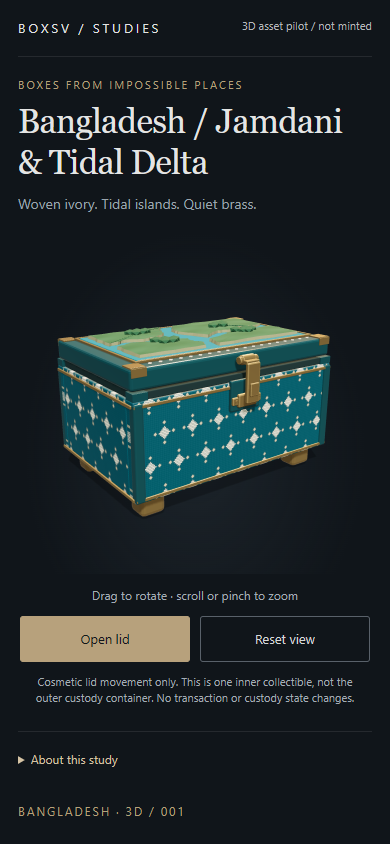 BOXSV / STUDIES
3D asset pilot / not minted
BOXES FROM IMPOSSIBLE PLACES
Bangladesh / Jamdani
& Tidal Delta
Woven ivory. Tidal islands. Quiet brass.
Drag to rotate · scroll or pinch to zoom
Open lid
Reset view
Cosmetic lid movement only. This is one inner collectible, not the
outer custody container. No transaction or custody state changes.
About this study
BANGLADESH · 3D / 001